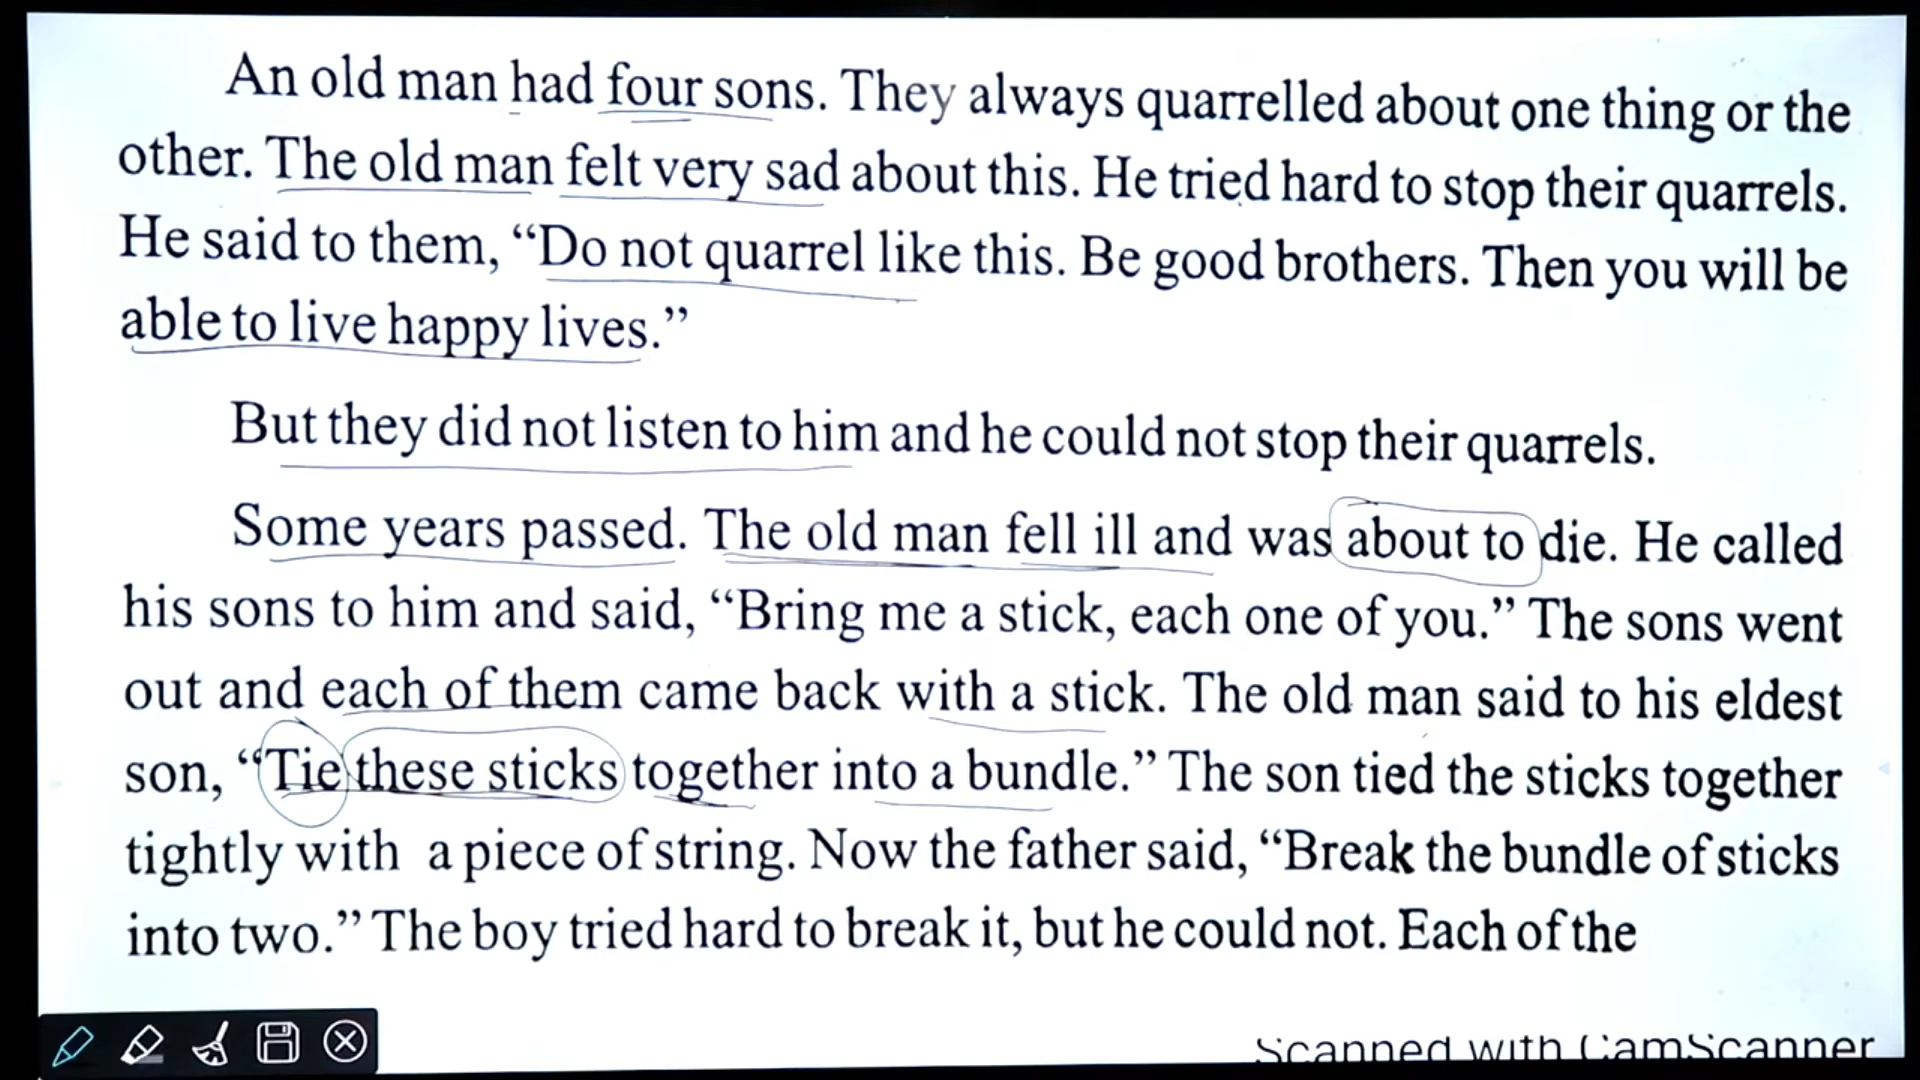 An old man had four sons. They always quarrelled about one thing or the
other. The old man felt very sad about this. He tried hard to stop their quarrels.
He said to them, “Do not quarrel like this. Be good brothers. Then you will be
able to live happy lives.”
But they did not listen to him and he could not stop their quarrels.
Some years passed. The old man fell ill and was about to die. He called
his sons to him and said, “Bring me a stick, each one of you.” The sons went
out and each of them came back with a stick. The old man said to his eldest
son, “Tie these sticks together into a bundle.” The son tied the sticks together
tightly with a piece of string. Now the father said, “Break the bundle of sticks
into two.” The boy tried hard to break it, but he could not. Each of the
Scanned with CamScanner